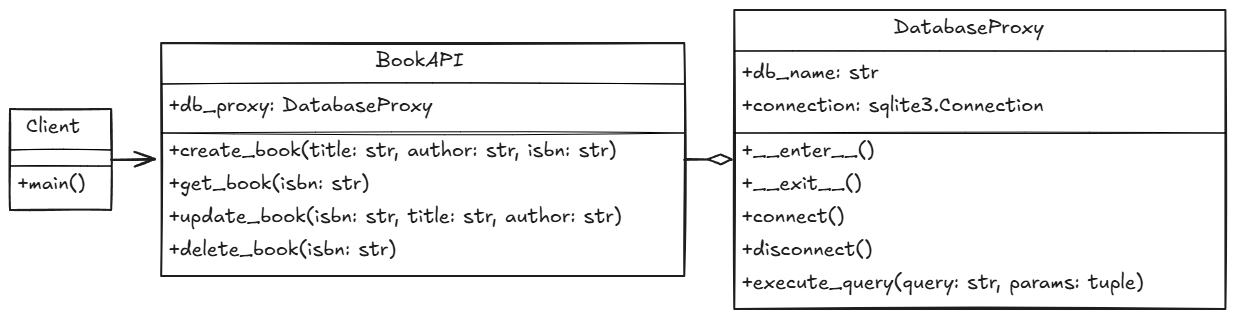 Client
+main()
BookAPI
+db_proxy: DatabaseProxy
+create_book(title: str, author: str, isbn: str)
+get_book(isbn: str)
+update_book(isbn: str, title: str, author: str)
+delete_book(isbn: str)
DatabaseProxy
+db_name: str
+connection: sqlite3.Connection
+__enter__()
+__exit__()
+connect()
+disconnect()
+execute_query(query: str, params: tuple)